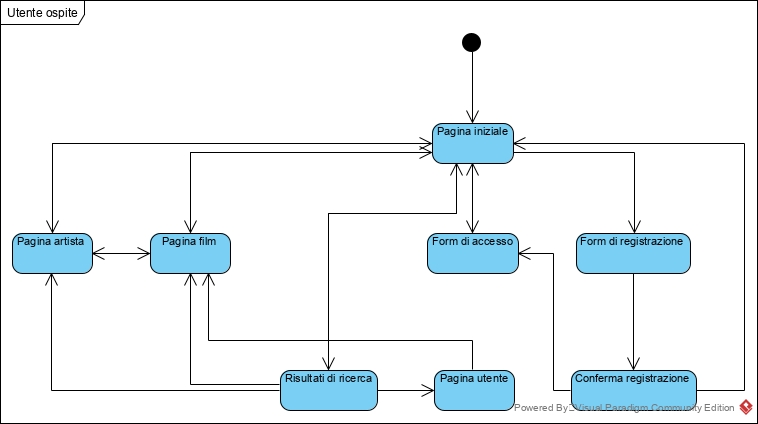 Utente ospite
Pagina iniziale
Pagina artista
Pagina film
Form di accesso
Form di registrazione
Risultati di ricerca
Pagina utente
Conferma registrazione
Powered By Visual Paradigm Community Edition